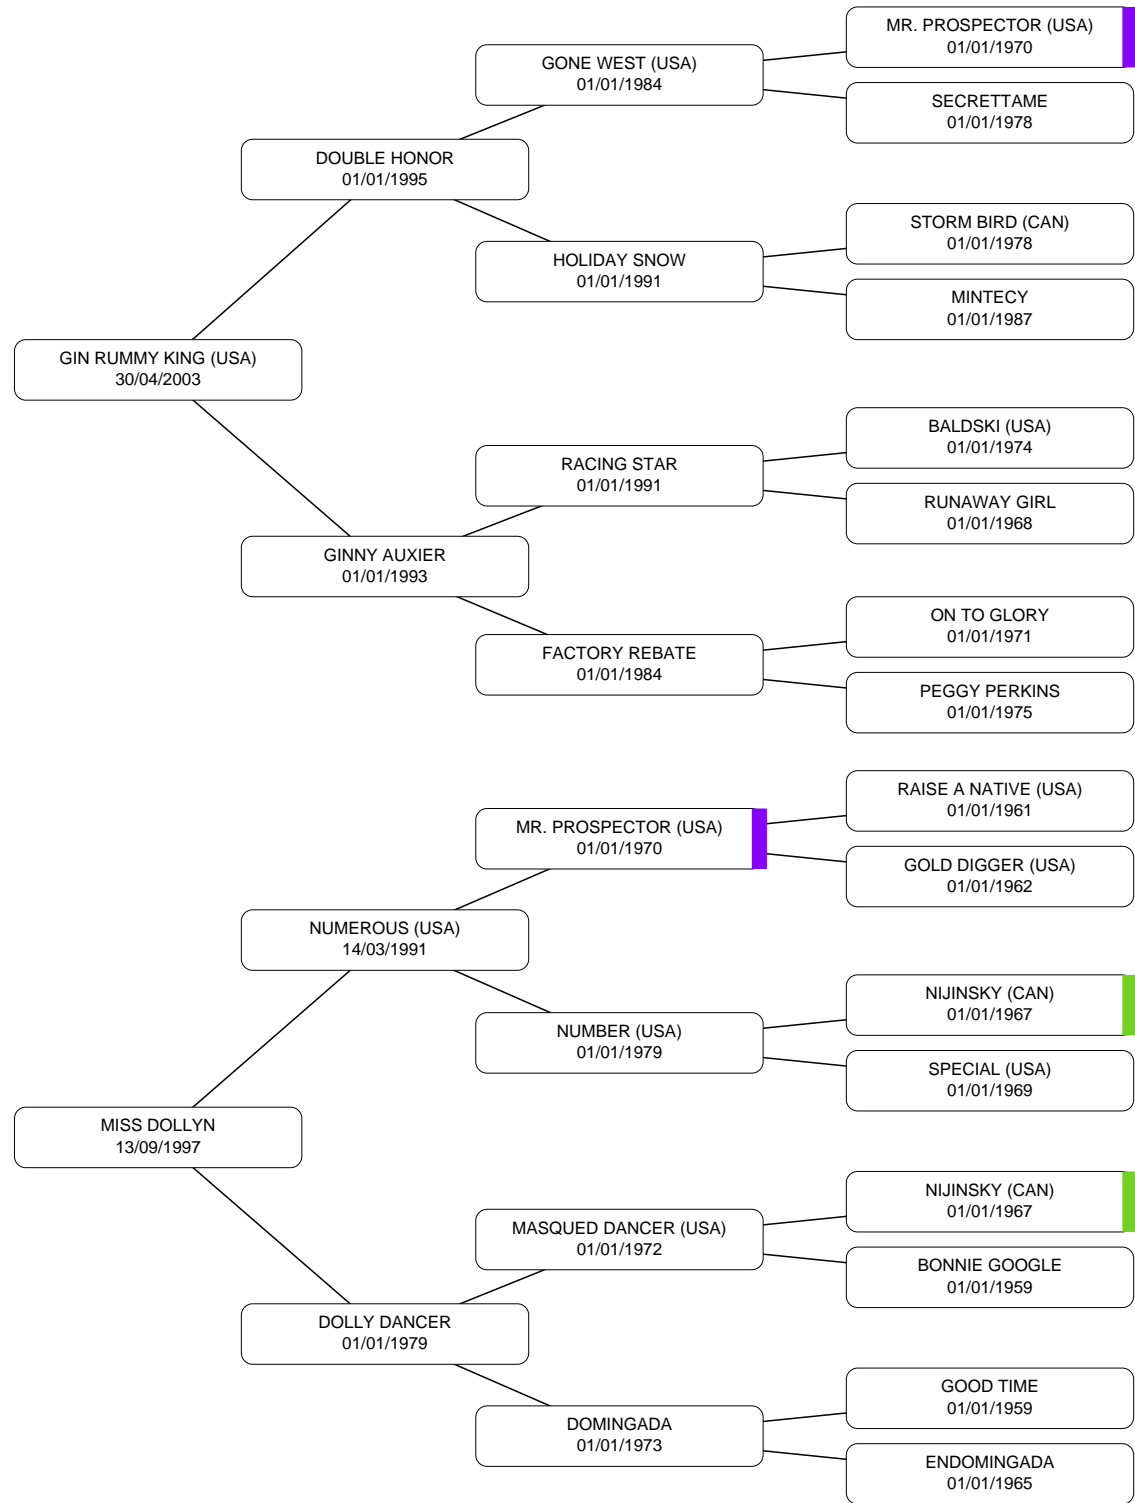 MR. PROSPECTOR (USA)
01/01/1970
GONE WEST (USA)
01/01/1984
SECRETTAME
01/01/1978
DOUBLE HONOR
01/01/1995
STORM BIRD (CAN)
01/01/1978
HOLIDAY SNOW
01/01/1991
MINTECY
01/01/1987
GIN RUMMY KING (USA)
30/04/2003
BALDSKI (USA)
01/01/1974
RACING STAR
01/01/1991
RUNAWAY GIRL
01/01/1968
GINNY AUXIER
01/01/1993
ON TO GLORY
01/01/1971
FACTORY REBATE
01/01/1984
PEGGY PERKINS
01/01/1975
RAISE A NATIVE (USA)
01/01/1961
MR. PROSPECTOR (USA)
01/01/1970
GOLD DIGGER (USA)
01/01/1962
NUMEROUS (USA)
14/03/1991
NIJINSKY (CAN)
01/01/1967
NUMBER (USA)
01/01/1979
SPECIAL (USA)
01/01/1969
MISS DOLLYN
13/09/1997
NIJINSKY (CAN)
01/01/1967
MASQUED DANCER (USA)
01/01/1972
BONNIE GOOGLE
01/01/1959
DOLLY DANCER
01/01/1979
GOOD TIME
01/01/1959
DOMINGADA
01/01/1973
ENDOMINGADA
01/01/1965